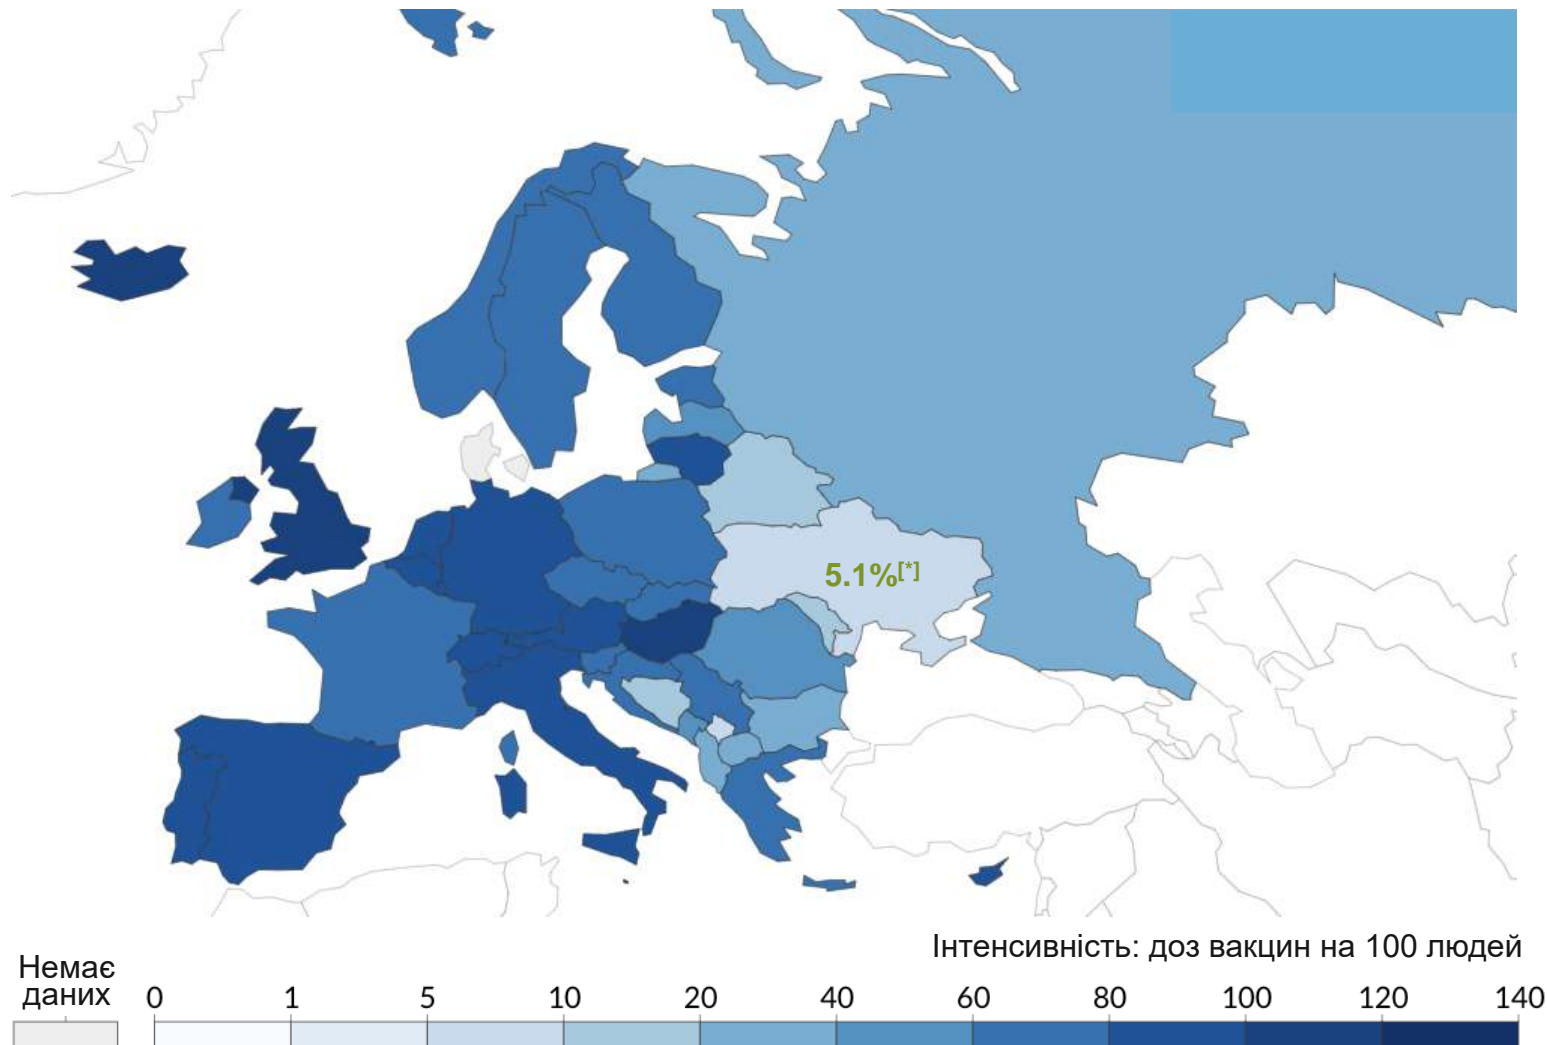 5.1%[*]
Інтенсивність: доз вакцин на 100 людей
Немає
даних
0 1 5 10 20 40 60 80 100 120 140